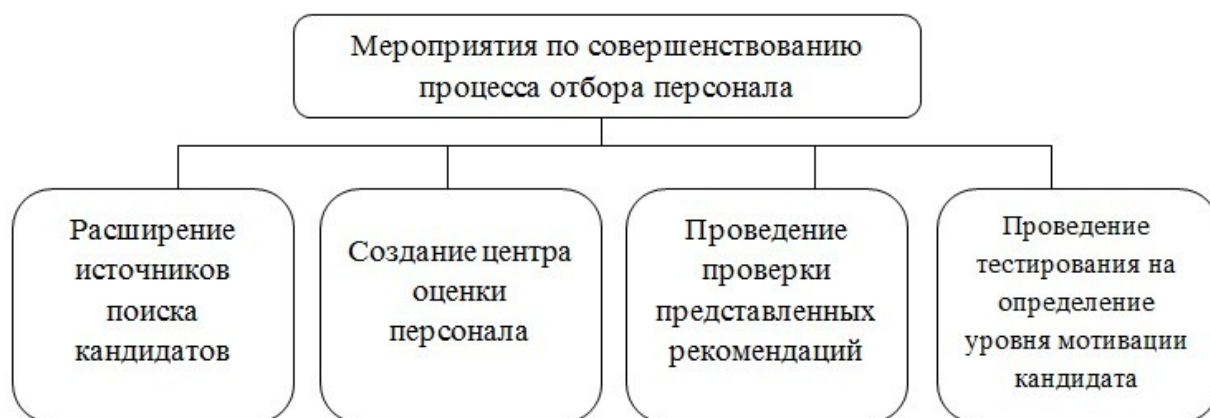 Мероприятия по совершенствованию
процесса отбора персонала
Расширение
источников
поиска
кандидатов
Создание центра
оценки
персонала
Проведение
проверки
представленных
рекомендаций
Проведение
тестирования на
определение
уровня мотивации
кандидата